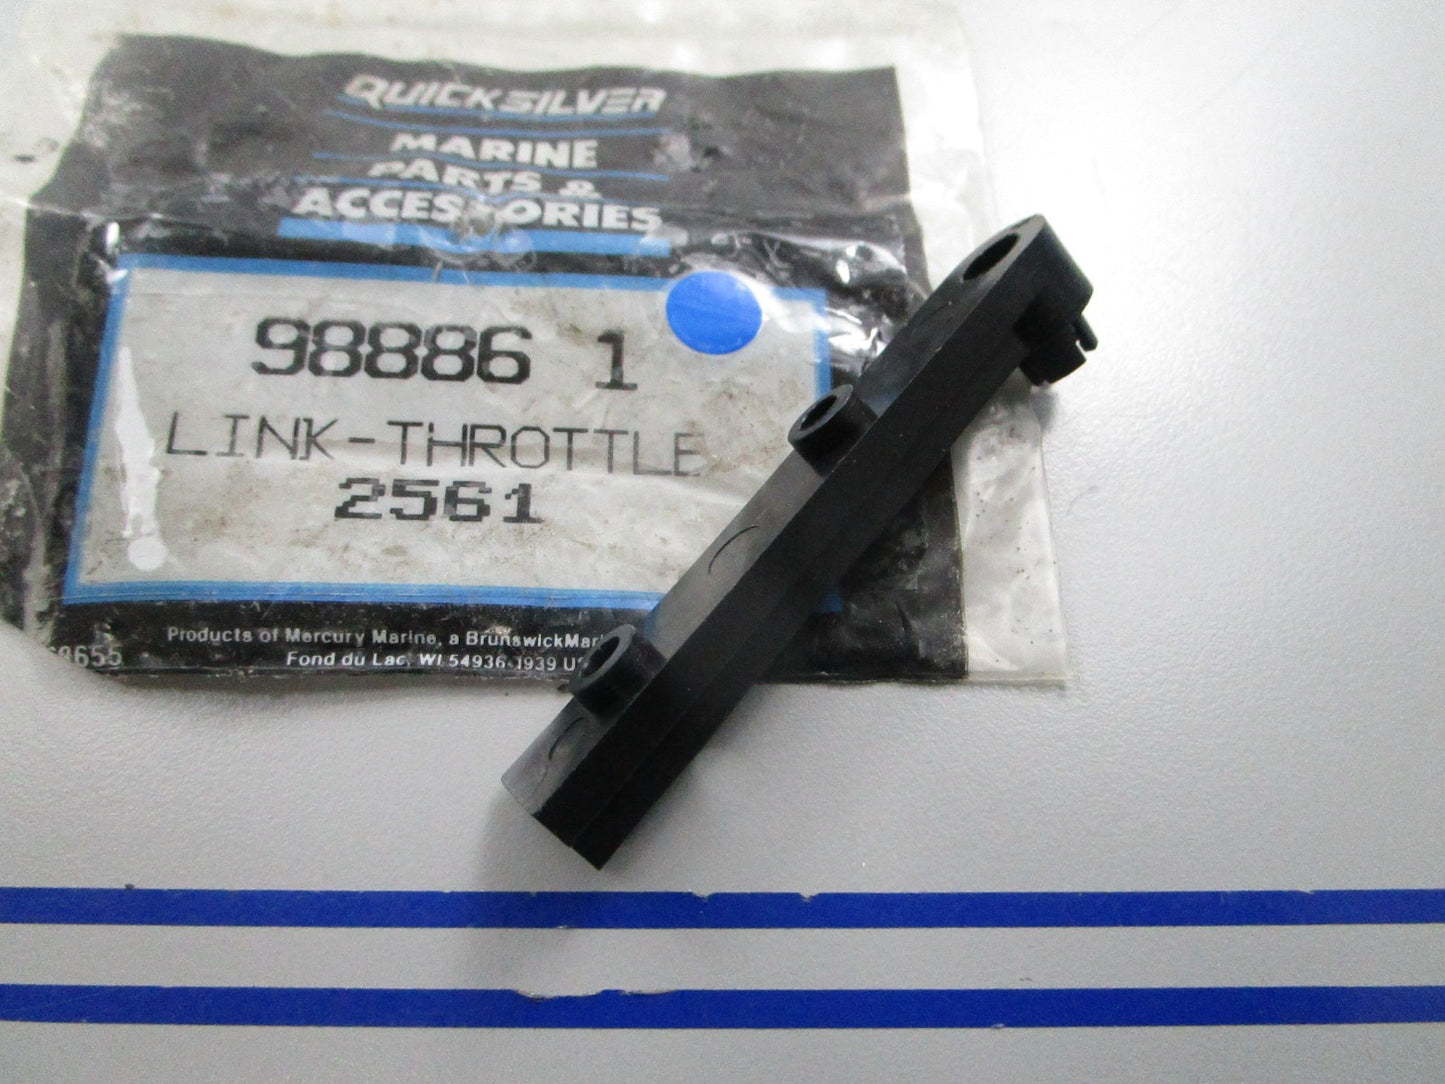 QUICKSILVER
MARINE
PARTS &
ACCESSORIES
98886 1
LINK-THROTTLE
2561
Products of Mercury Marine, a Brunswick
Fond du Lac, WI 54936-1939